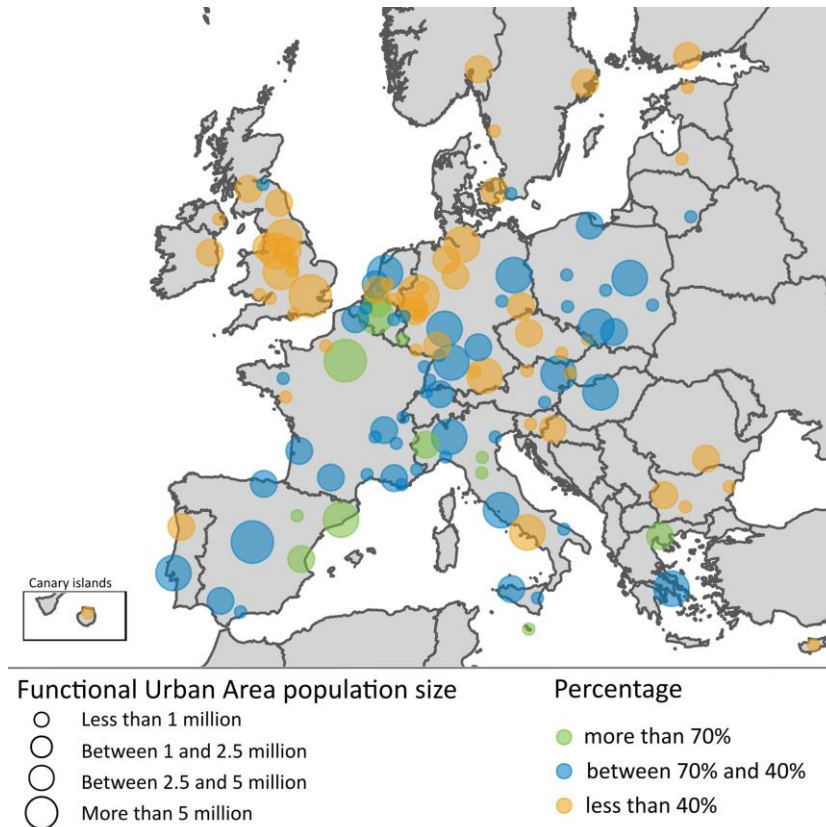 Canary islands
Functional Urban Area population size
Less than 1 million
Between 1 and 2.5 million
Between 2.5 and 5 million
More than 5 million
Percentage
more than 70%
between 70% and 40%
less than 40%